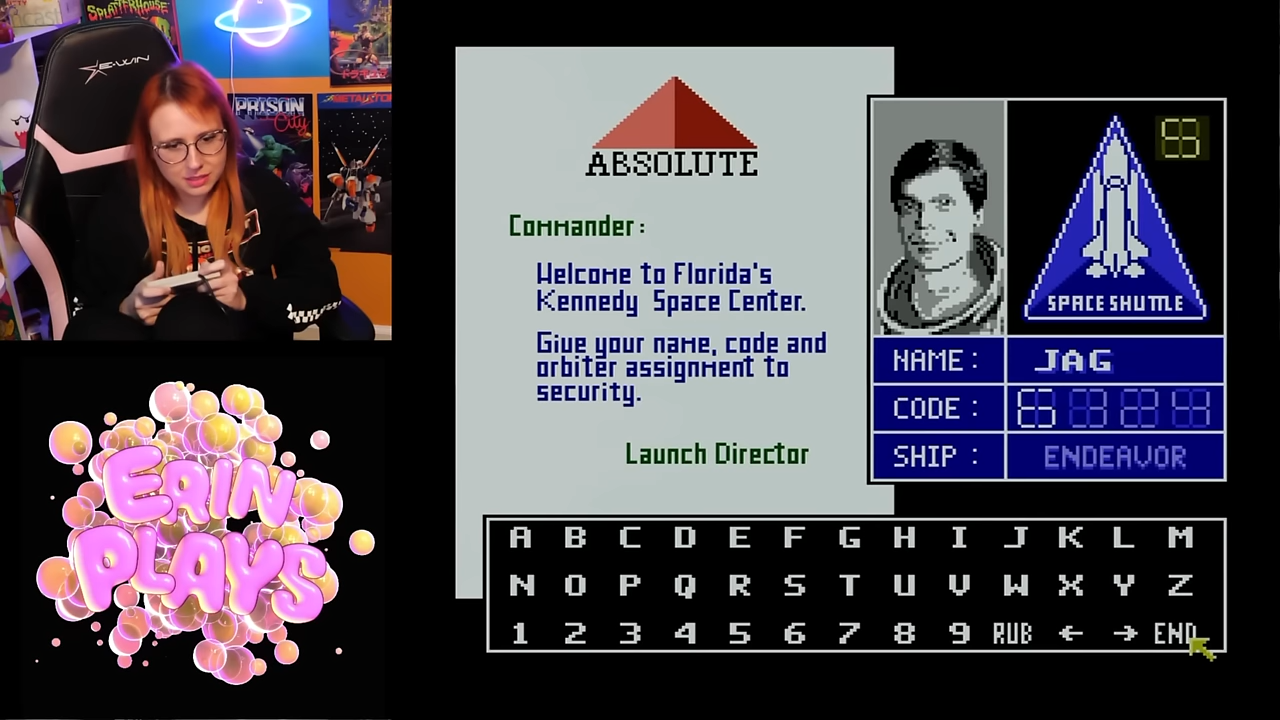 SPLATTERHOUSE
E-WIN
PRISON
City
ERIN
PLAYS
ABSOLUTE
Commander:
Welcome to Florida's
Kennedy Space Center.
Give your name, code and
orbiter assignment to
security.
Launch Director
SPACE SHUTTLE
NAME: JAG
CODE:
SHIP: ENDEAVOR
A B C D E F G H I J K L M
N O P Q R S T U V W X Y Z
1 2 3 4 5 6 7 8 9 RUB ← → END